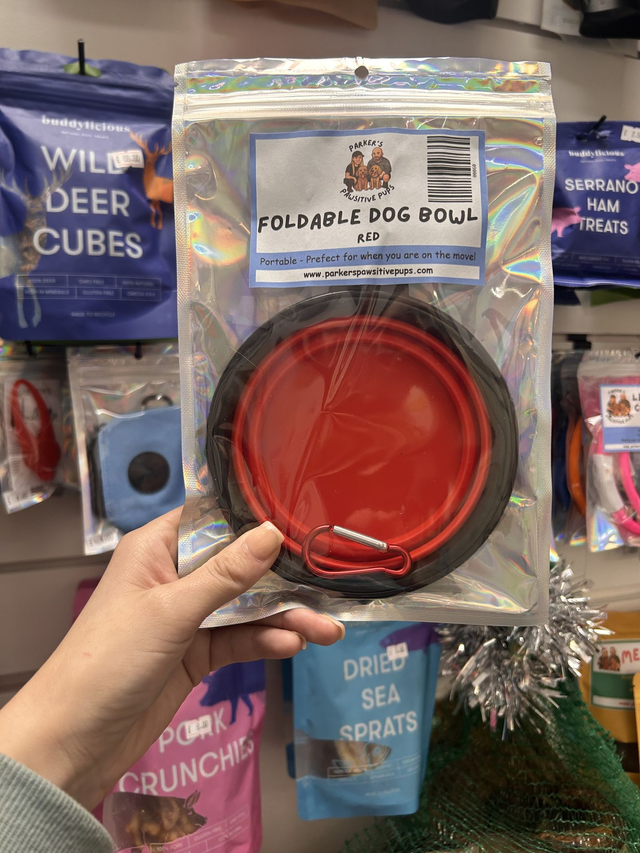 buddylicious
WILD
DEER
CUBES
PARKER'S
PAWSITIVE PUPS
FOLDABLE DOG BOWL
RED
Portable - Prefect for when you are on the move!
www.parkerspawsitivepups.com
buddylicious
SERRANO
HAM
TREATS
DRIED
SEA
SPRATS
PORK
CRUNCHIES